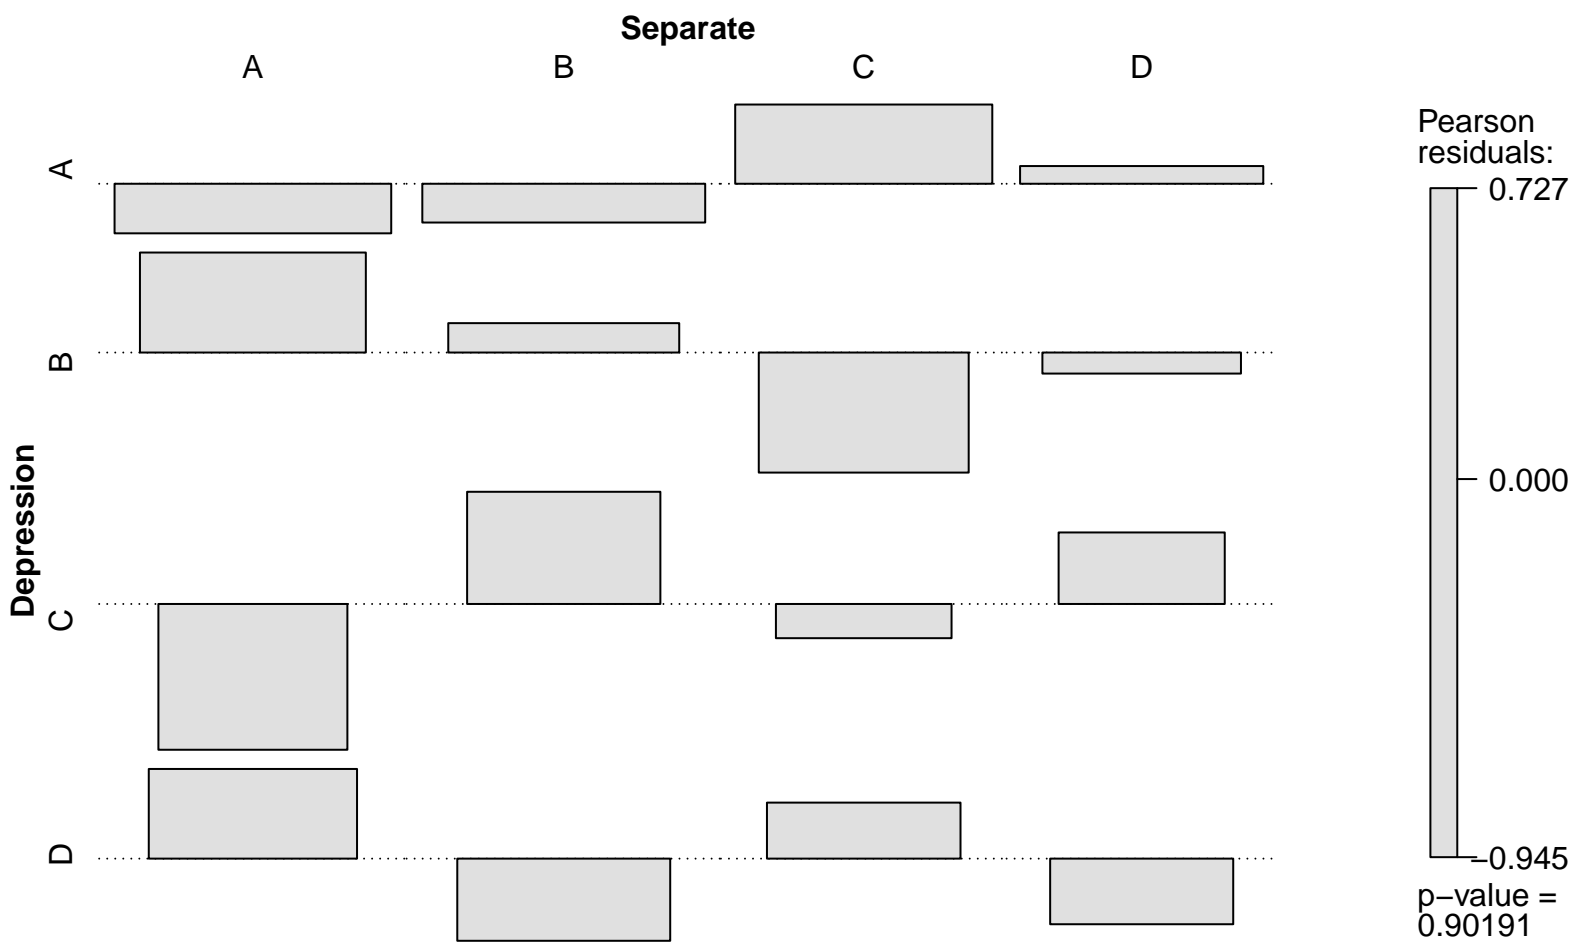 Separate
A B C D
A
B
C
D
Depression
Pearson
residuals:
0.727
0.000
−0.945
p−value =
0.90191